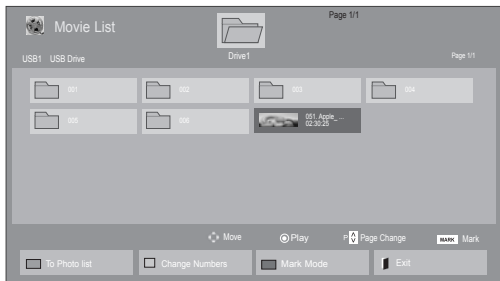 Movie List
Page 1/1
USB1 USB Drive
Drive1
Page 1/1
001
002
003
004
005
006
051. Apple_ ...
02:30:25
Move
Play
P Page Change
MARK Mark
To Photo list
Change Numbers
Mark Mode
Exit